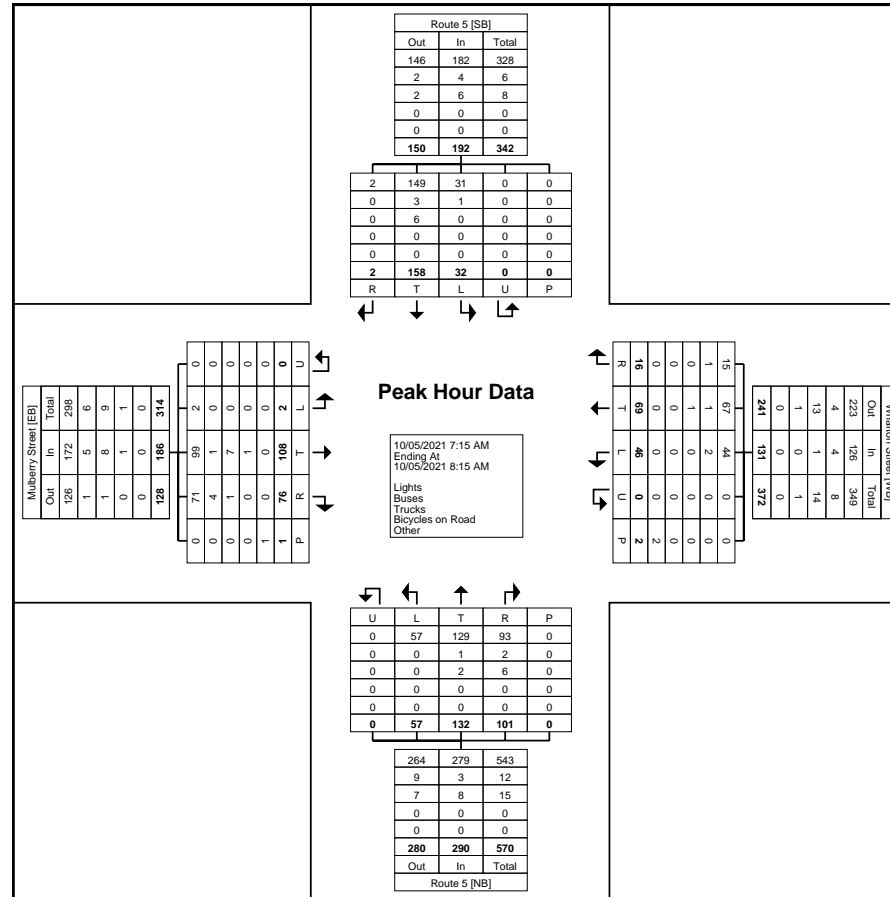 Route 5 [SB]
Out In Total
146 182 328
2 4 6
2 6 8
0 0 0
0 0 0
150 192 342
2 149 31 0 0
0 3 1 0 0
0 6 0 0 0
0 0 0 0 0
0 0 0 0 0
2 158 32 0 0
R T L U P
Mulberry Street [EB]
Out In Total
126 172 298
1 5 6
1 8 9
0 1 1
0 0 0
128 186 314
0 71 99 2 0
0 4 1 0 0
0 1 7 0 0
0 0 1 0 0
1 0 0 0 0
1 76 108 2 0
P R T L U
Peak Hour Data
10/05/2021 7:15 AM
Ending At
10/05/2021 8:15 AM
Lights
Buses
Trucks
Bicycles on Road
Other
Street [WB]
Out In Total
223 126 349
4 4 8
13 1 14
1 0 1
0 0 0
241 131 372
15 67 44 0 0
1 1 2 0 0
0 1 0 0 0
0 0 0 0 0
0 0 0 0 2
16 69 46 0 2
R T L U P
U L T R P
0 57 129 93 0
0 0 1 2 0
0 0 2 6 0
0 0 0 0 0
0 0 0 0 0
0 57 132 101 0
264 279 543
9 3 12
7 8 15
0 0 0
0 0 0
280 290 570
Out In Total
Route 5 [NB]